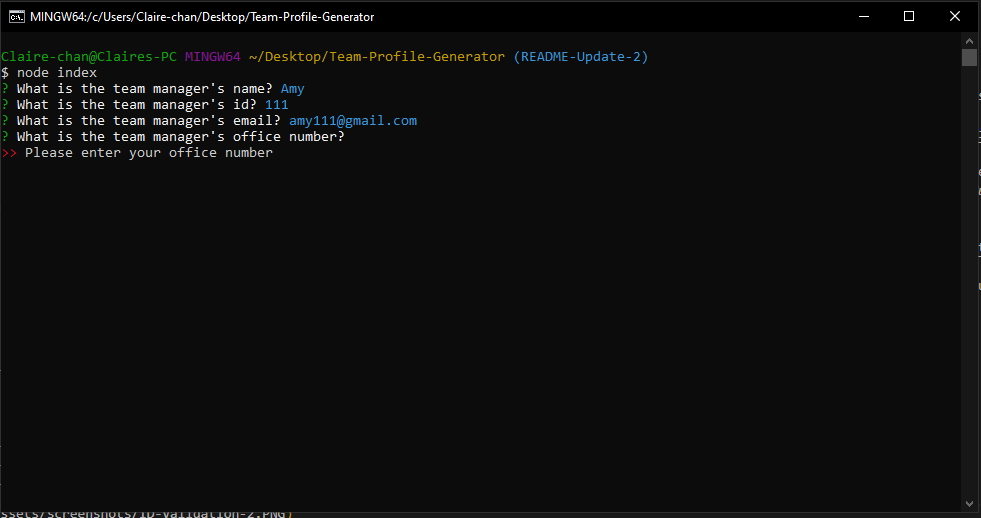 MINGW64:/c/Users/Claire-chan/Desktop/Team-Profile-Generator
Claire-chan@Claires-PC MINGW64 ~/Desktop/Team-Profile-Generator (README-Update-2)
$ node index
? What is the team manager's name? Amy
? What is the team manager's id? 111
? What is the team manager's email? amy111@gmail.com
? What is the team manager's office number?
>> Please enter your office number
ssets/screenshots/ID-Validation-2.PNG)